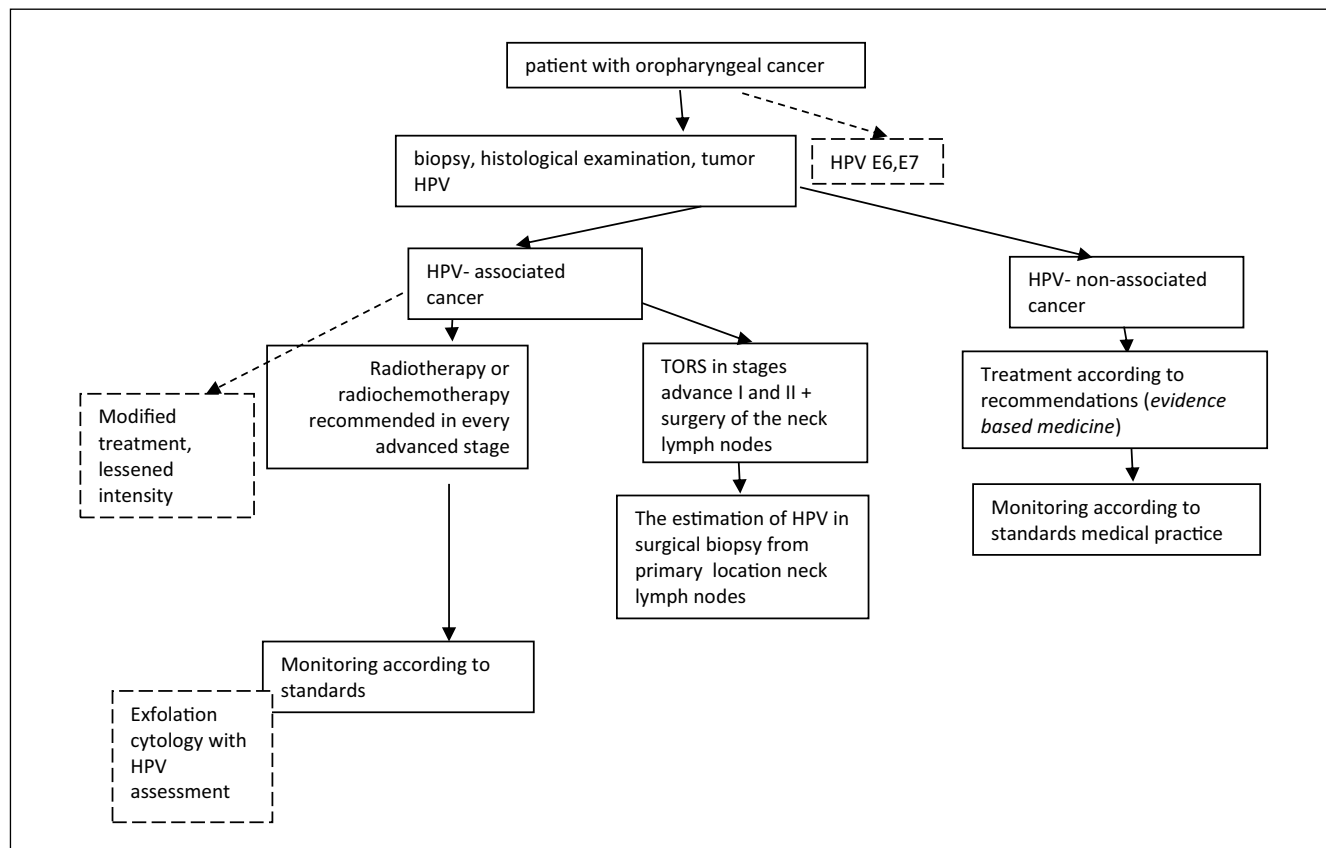 patient with oropharyngeal cancer
biopsy, histological examination, tumor
HPV
HPV E6,E7
HPV- associated
cancer
HPV- non-associated
cancer
Radiotherapy or
radiochemotherapy
recommended in every
advanced stage
TORS in stages
advance I and II +
surgery of the neck
lymph nodes
Treatment according to
recommendations (evidence
based medicine)
Modified
treatment,
lessened
intensity
The estimation of HPV in
surgical biopsy from
primary location neck
lymph nodes
Monitoring according to
standards medical practice
Monitoring according to
standards
Exfolation
cytology with
HPV
assessment